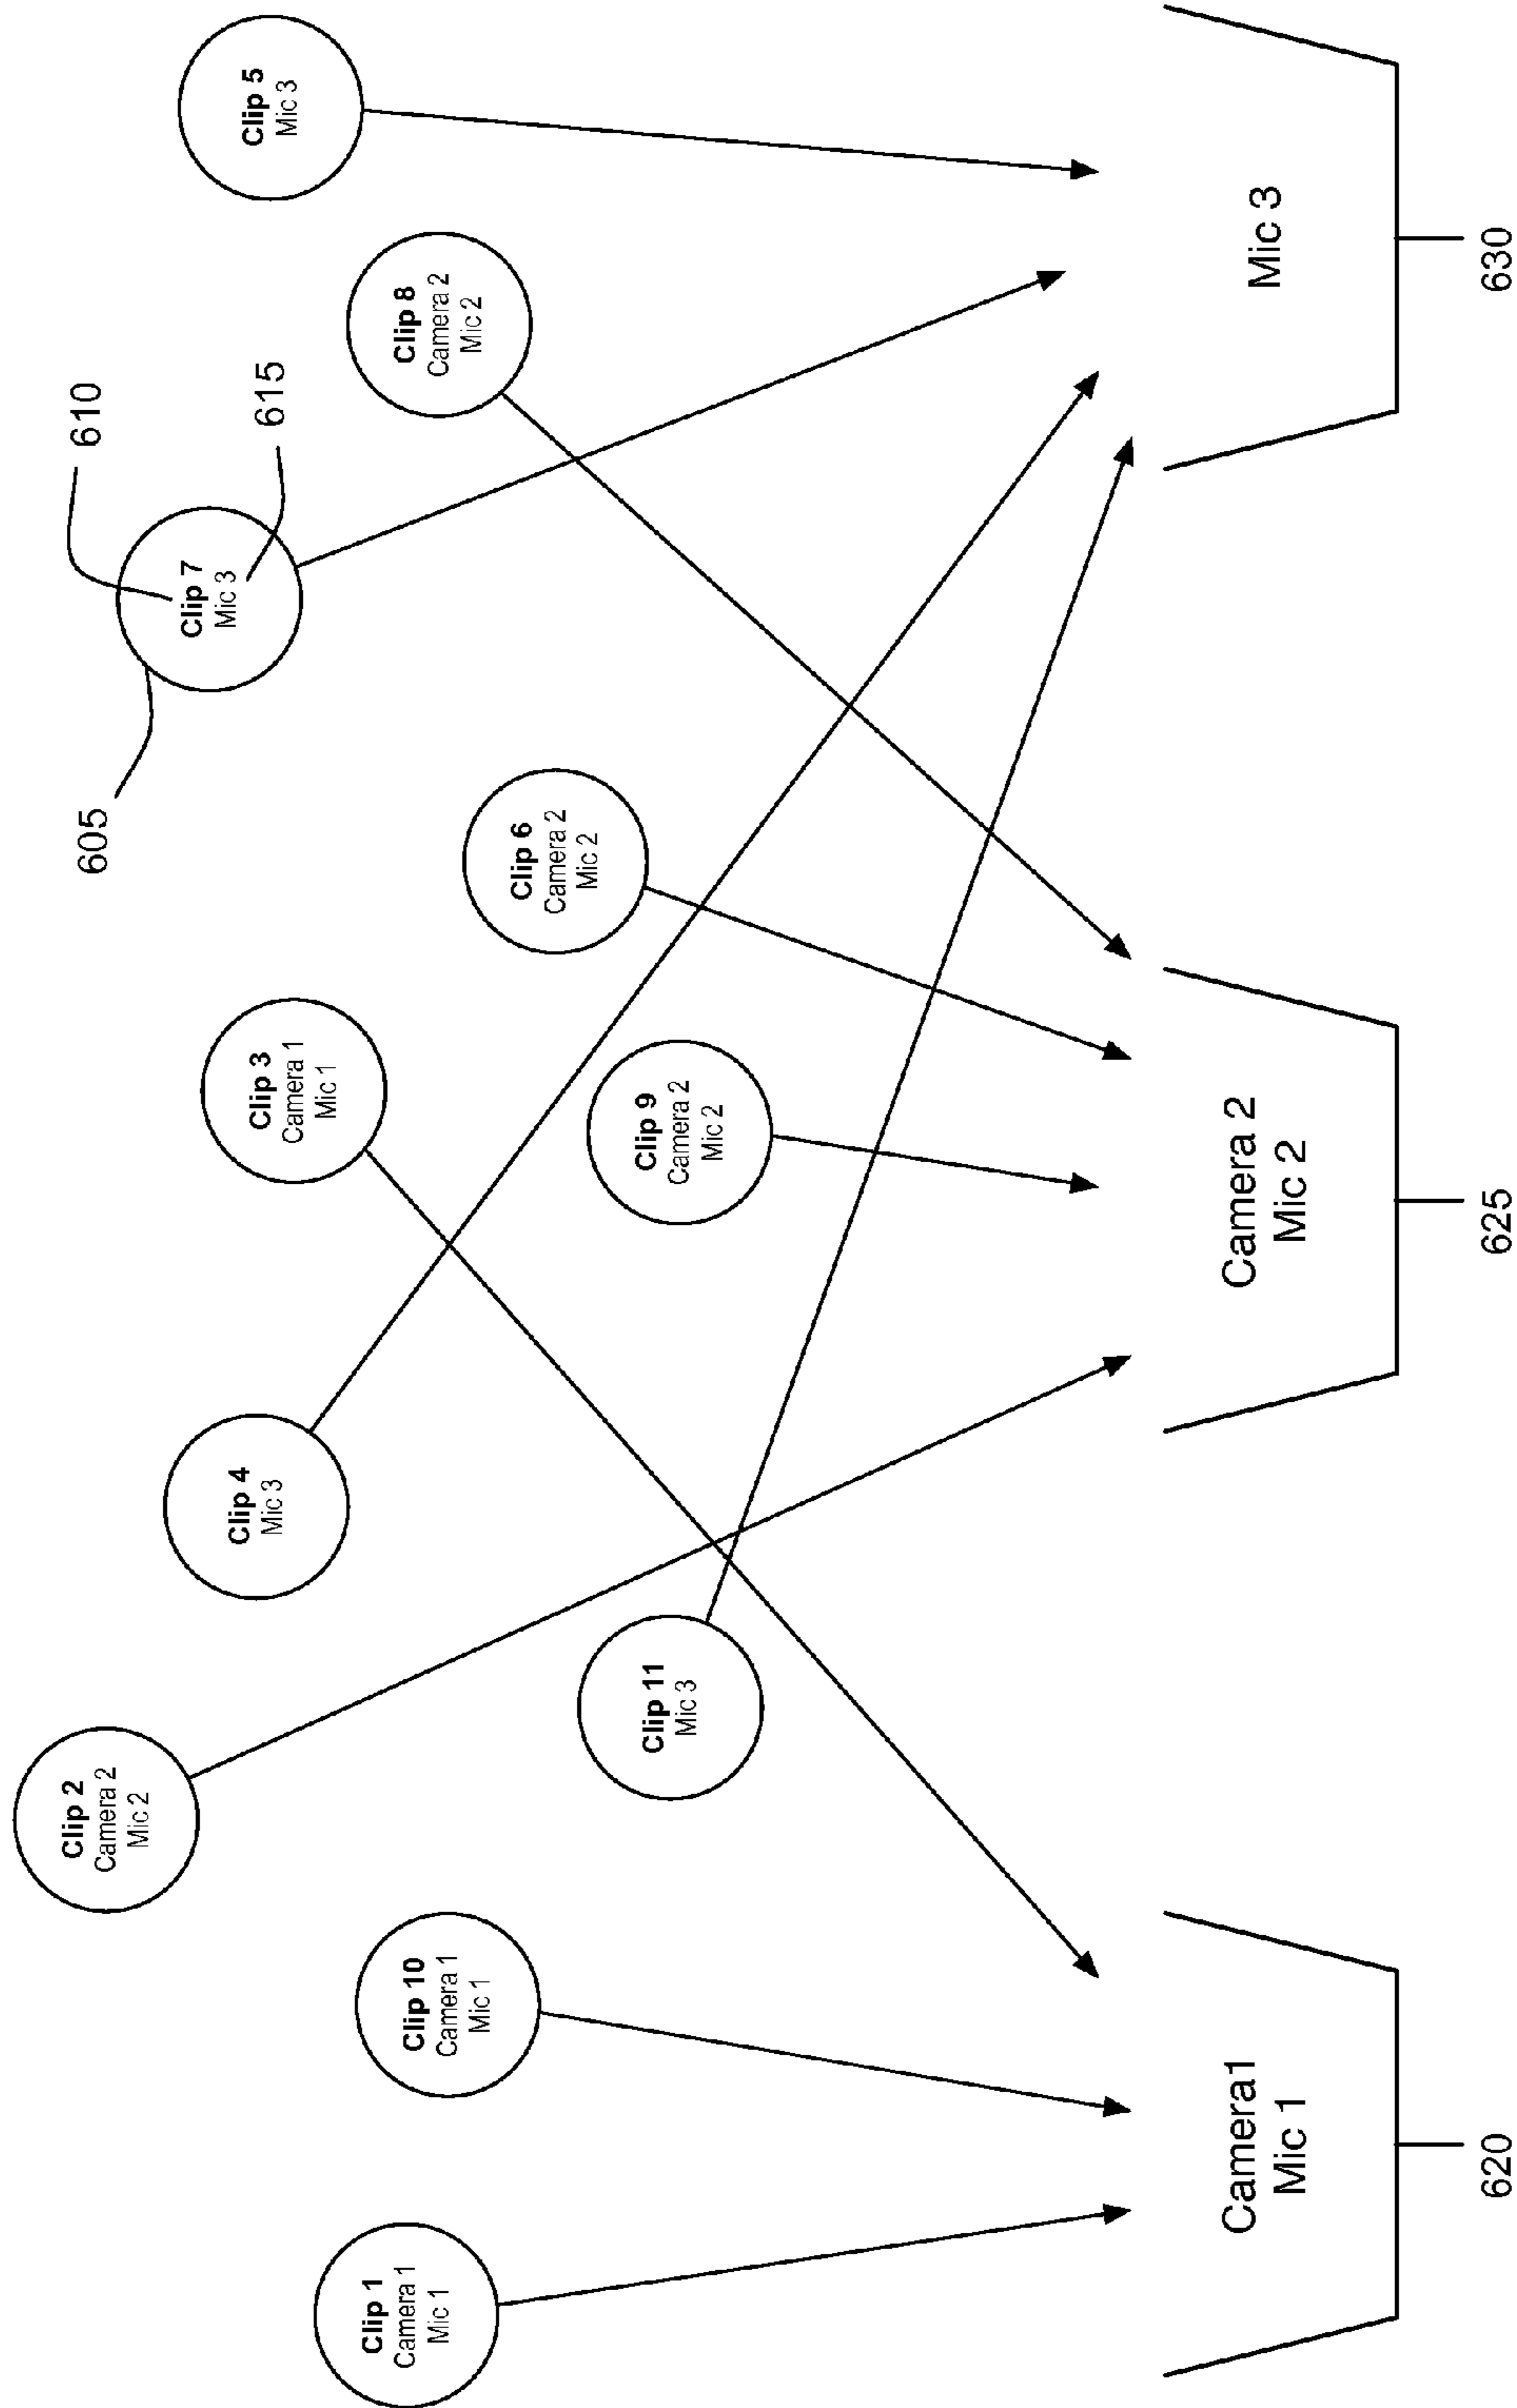 Clip 2
Camera 2
Mic 2
605
610
Clip 7
Mic 3
615
Clip 4
Mic 3
Clip 3
Camera 1
Mic 1
Clip 5
Mic 3
Clip 1
Camera 1
Mic 1
Clip 10
Camera 1
Mic 1
Clip 8
Camera 2
Mic 2
Clip 6
Camera 2
Mic 2
Clip 11
Mic 3
Clip 9
Camera 2
Mic 2
Camera1
Mic 1
Camera 2
Mic 2
Mic 3
620
625
630